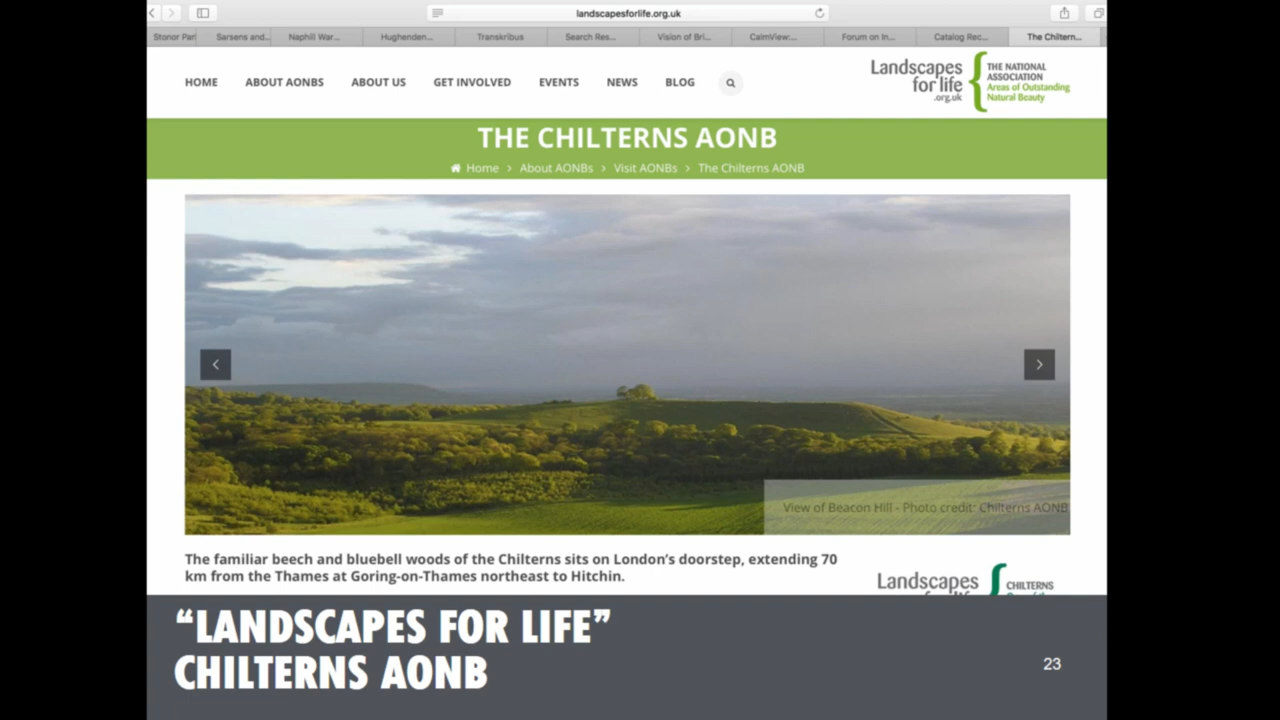 landscapesforlife.org.uk
Stonor Par
Sarsens and...
Naphill War...
Hughenden...
Transkribus
Search Res...
Vision of Bri...
CalmView:...
Forum on In...
Catalog Rec...
The Chiltern...
HOME ABOUT AONBS ABOUT US GET INVOLVED EVENTS NEWS BLOG
Landscapes
for life
.org.uk
THE NATIONAL
ASSOCIATION
Areas of Outstanding
Natural Beauty
THE CHILTERNS AONB
Home > About AONBs > Visit AONBs > The Chilterns AONB
View of Beacon Hill - Photo credit: Chilterns AONB
The familiar beech and bluebell woods of the Chilterns sits on London’s doorstep, extending 70
km from the Thames at Goring-on-Thames northeast to Hitchin.
Landscapes
CHILTERNS
“LANDSCAPES FOR LIFE”
CHILTERNS AONB
23